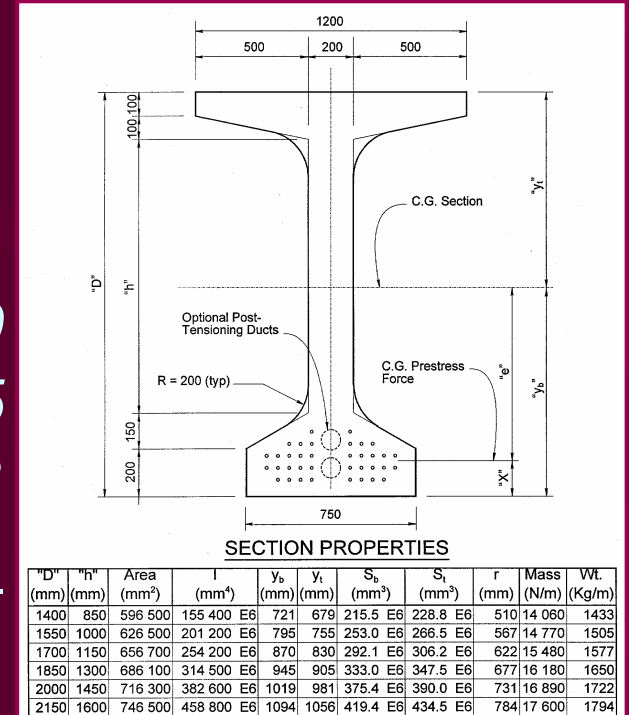 1200
500 200 500
100
100
"D"
"h"
"yt"
C.G. Section
Optional Post-
Tensioning Ducts
C.G. Prestress
Force
"e"
"yb"
R = 200 (typ)
150
200
"X"
750
SECTION PROPERTIES
"D" "h" Area I yb yt Sb St r Mass Wt.
(mm) (mm) (mm²) (mm⁴) (mm) (mm) (mm³) (mm³) (mm) (N/m) (Kg/m)
1400 850 596 500 155 400 E6 721 679 215.5 E6 228.8 E6 510 14 060 1433
1550 1000 626 500 201 200 E6 795 755 253.0 E6 266.5 E6 567 14 770 1505
1700 1150 656 700 254 200 E6 870 830 292.1 E6 306.2 E6 622 15 480 1577
1850 1300 686 100 314 500 E6 945 905 333.0 E6 347.5 E6 677 16 180 1650
2000 1450 716 300 382 600 E6 1019 981 375.4 E6 390.0 E6 731 16 890 1722
2150 1600 746 500 458 800 E6 1094 1056 419.4 E6 434.5 E6 784 17 600 1794